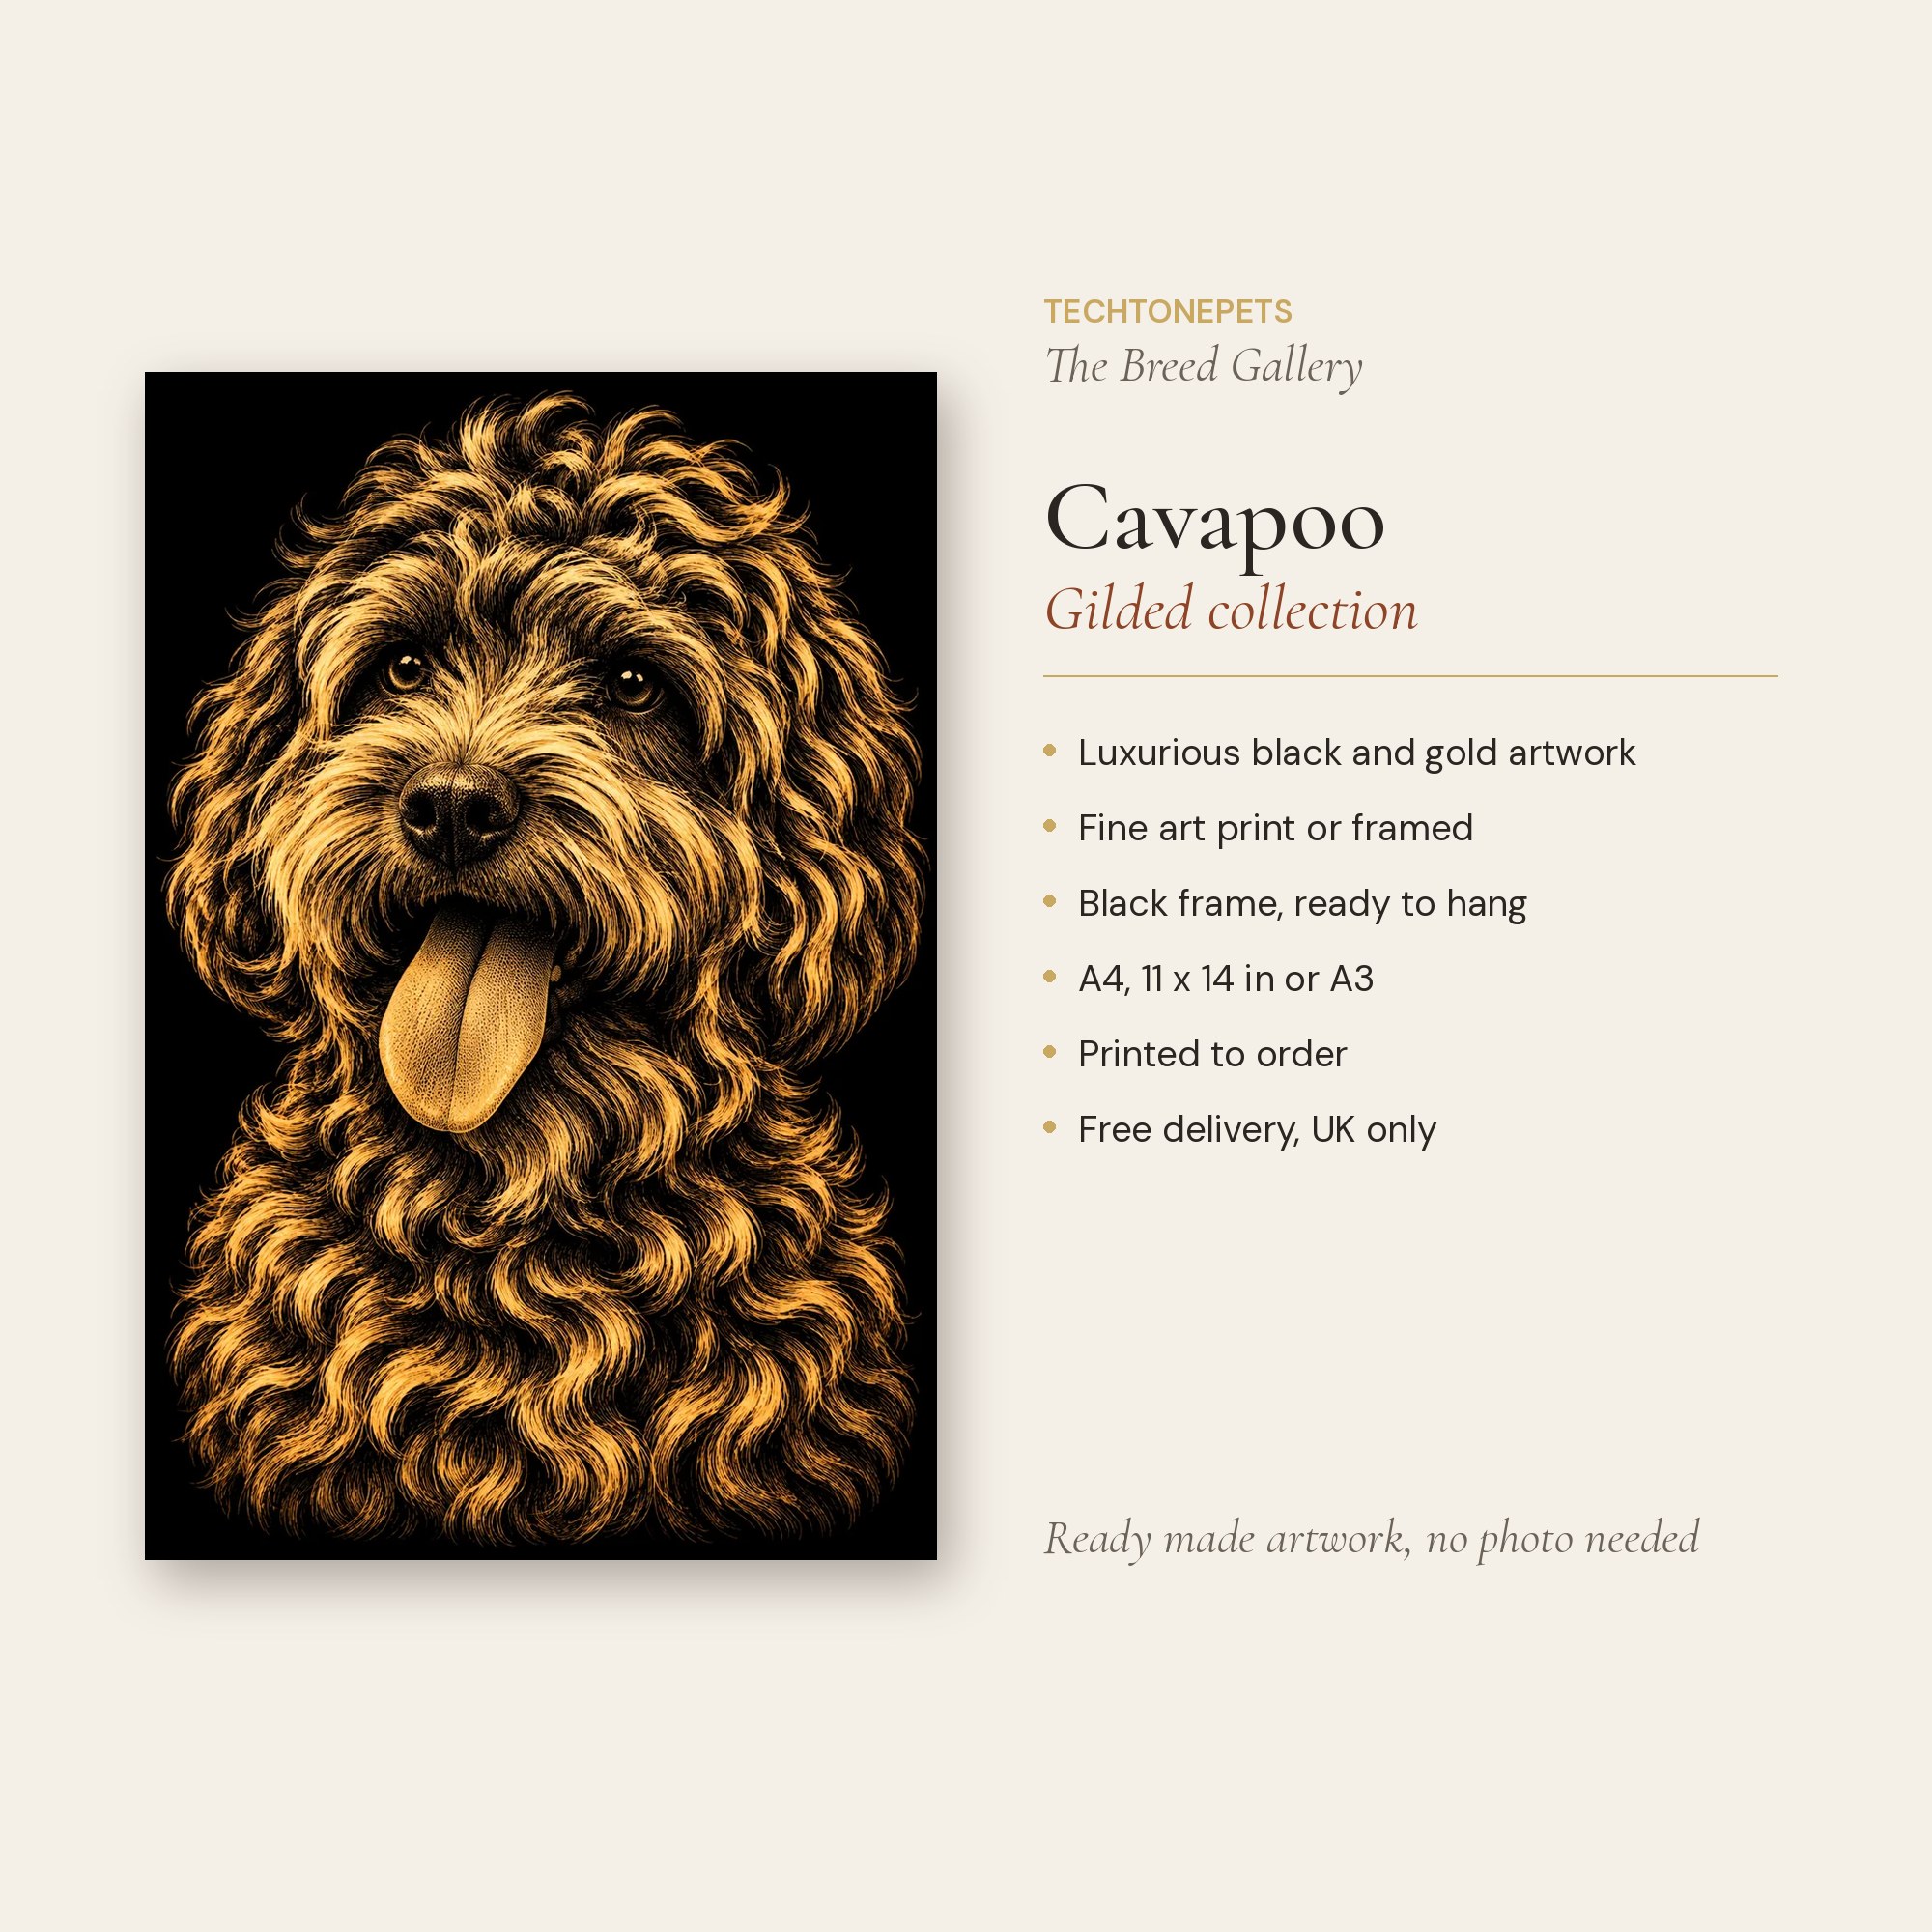 TECHTONEPETS
The Breed Gallery
Cavapoo
Gilded collection
Luxurious black and gold artwork
Fine art print or framed
Black frame, ready to hang
A4, 11 x 14 in or A3
Printed to order
Free delivery, UK only
Ready made artwork, no photo needed